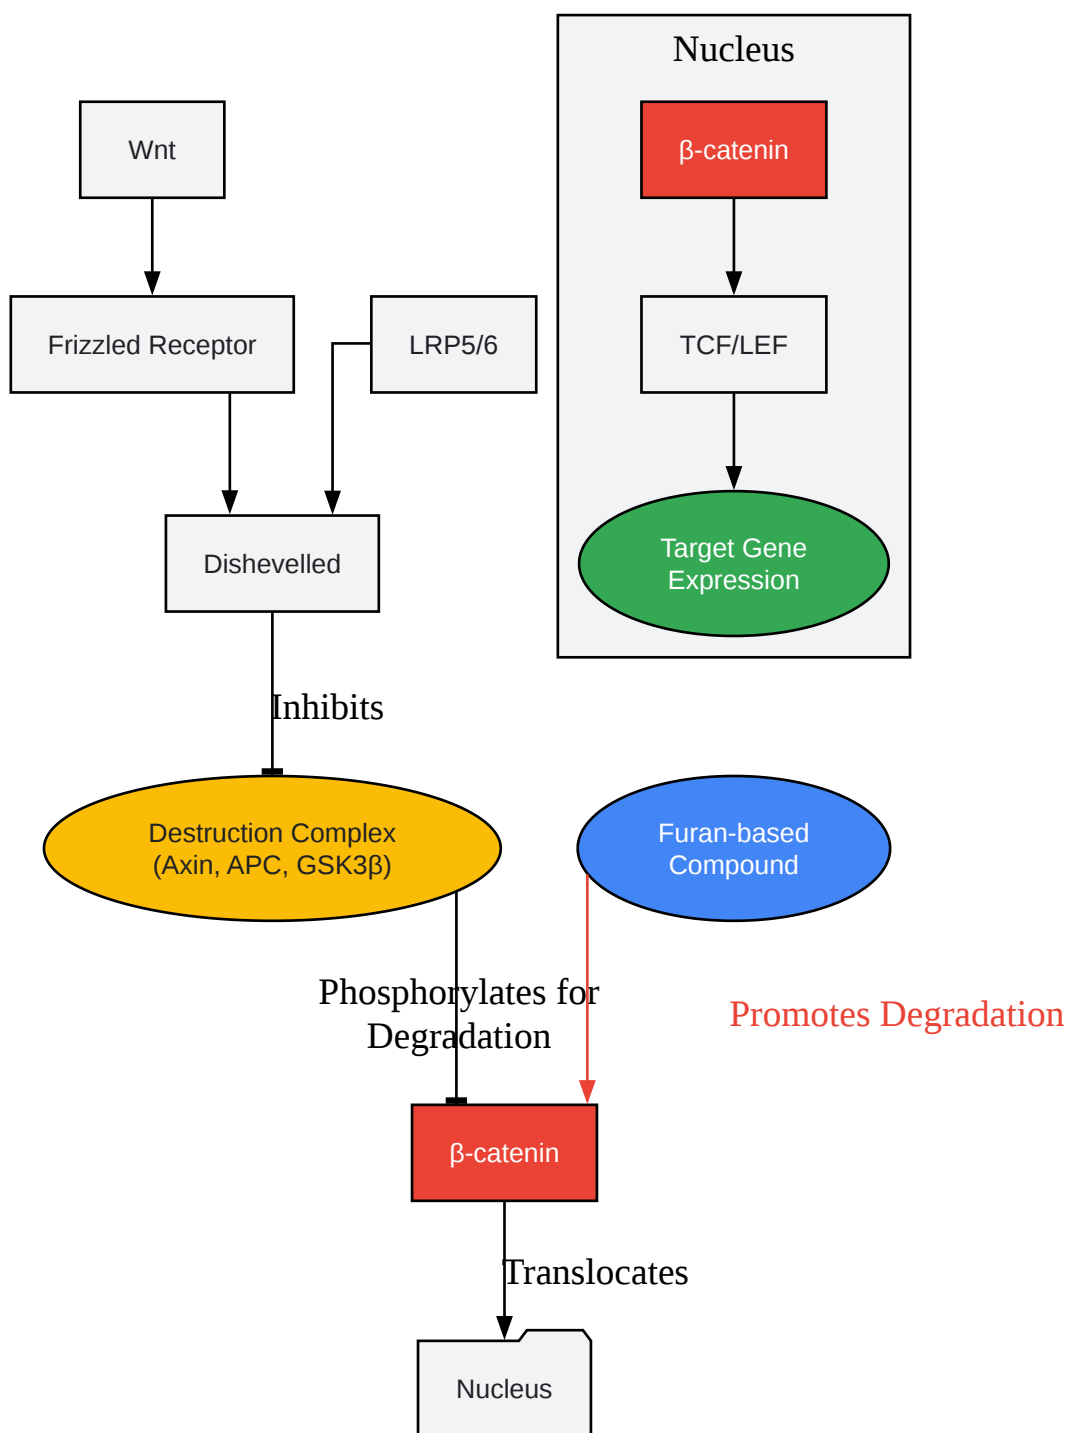 Nucleus
Wnt
β-catenin
Frizzled Receptor
LRP5/6
TCF/LEF
Dishevelled
Target Gene
Expression
Inhibits
Destruction Complex
(Axin, APC, GSK3β)
Furan-based
Compound
Phosphorylates for
Degradation
Promotes Degradation
β-catenin
Translocates
Nucleus